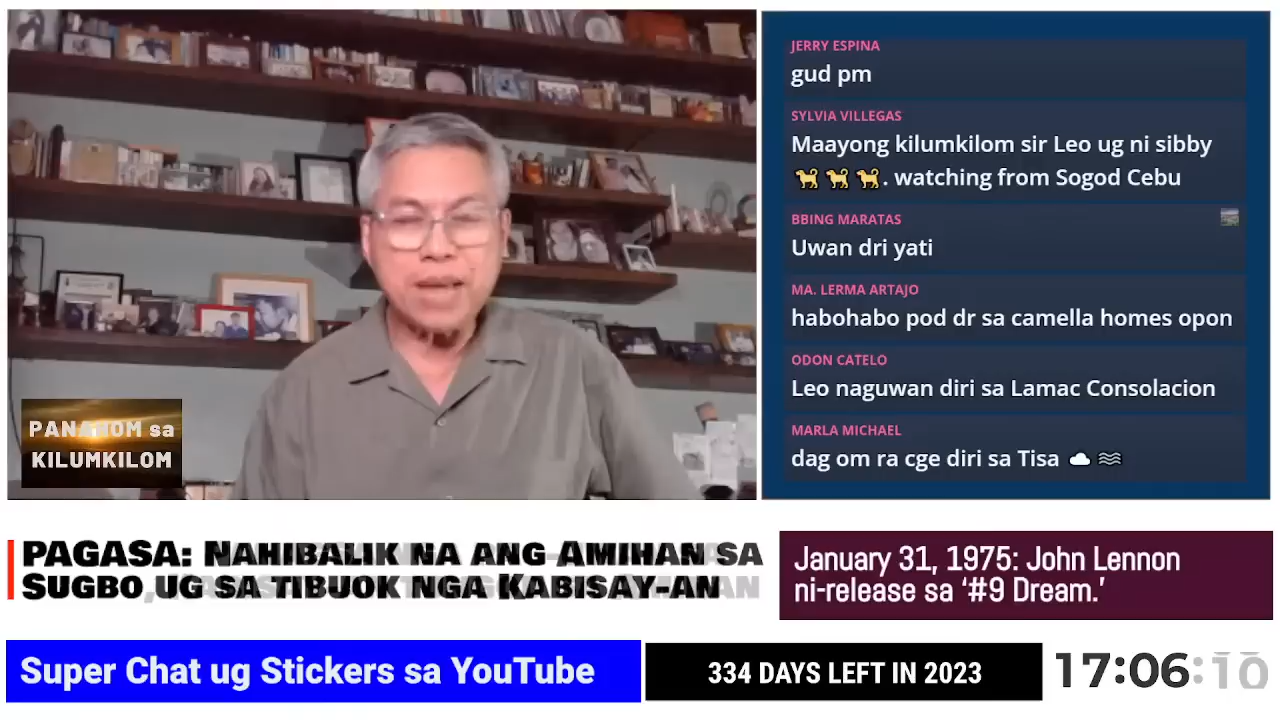 PANAHOM sa
KILUMKILOM
JERRY ESPINA
gud pm
SYLVIA VILLEGAS
Maayong kilumkilom sir Leo ug ni sibby
🐕 🐕 🐕. watching from Sogod Cebu
BBING MARATAS
Uwan dri yati
MA. LERMA ARTAJO
habohabo pod dr sa camella homes opon
ODON CATELO
Leo naguwan diri sa Lamac Consolacion
MARLA MICHAEL
dag om ra cge diri sa Tisa ☁️ 🌫️
PAGASA: NAHIBALIK NA ANG AMIHAN SA
SUGBO, UG SA TIBUOK NGA KABISAY-AN
January 31, 1975: John Lennon
ni-release sa ‘#9 Dream.’
Super Chat ug Stickers sa YouTube
334 DAYS LEFT IN 2023
17:06:10